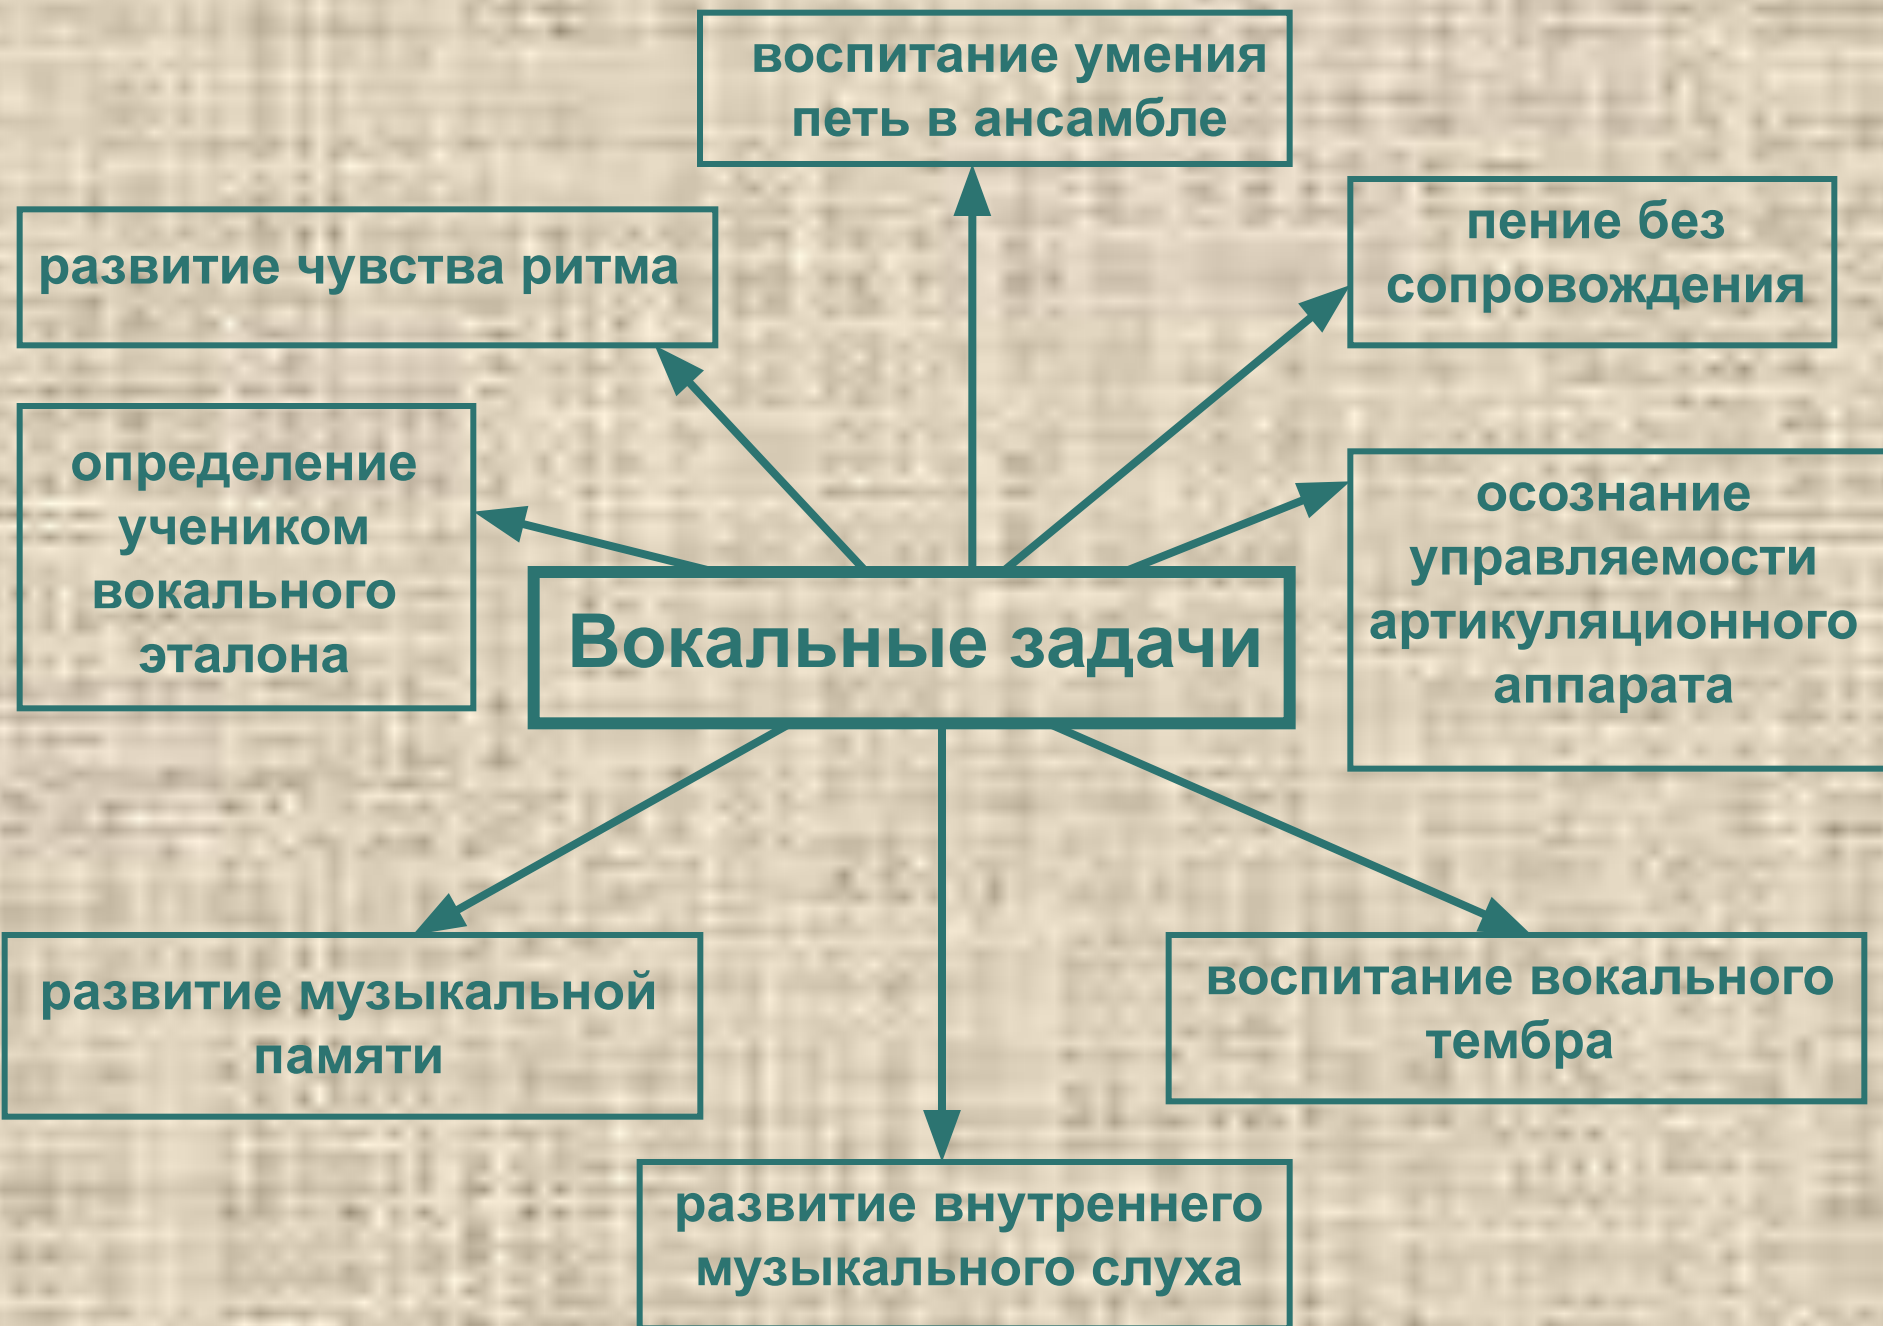 воспитание умения
петь в ансамбле
развитие чувства ритма
пение без
сопровождения
определение
учеником
вокального
эталона
осознание
управляемости
артикуляционного
аппарата
Вокальные задачи
развитие музыкальной
памяти
воспитание вокального
тембра
развитие внутреннего
музыкального слуха